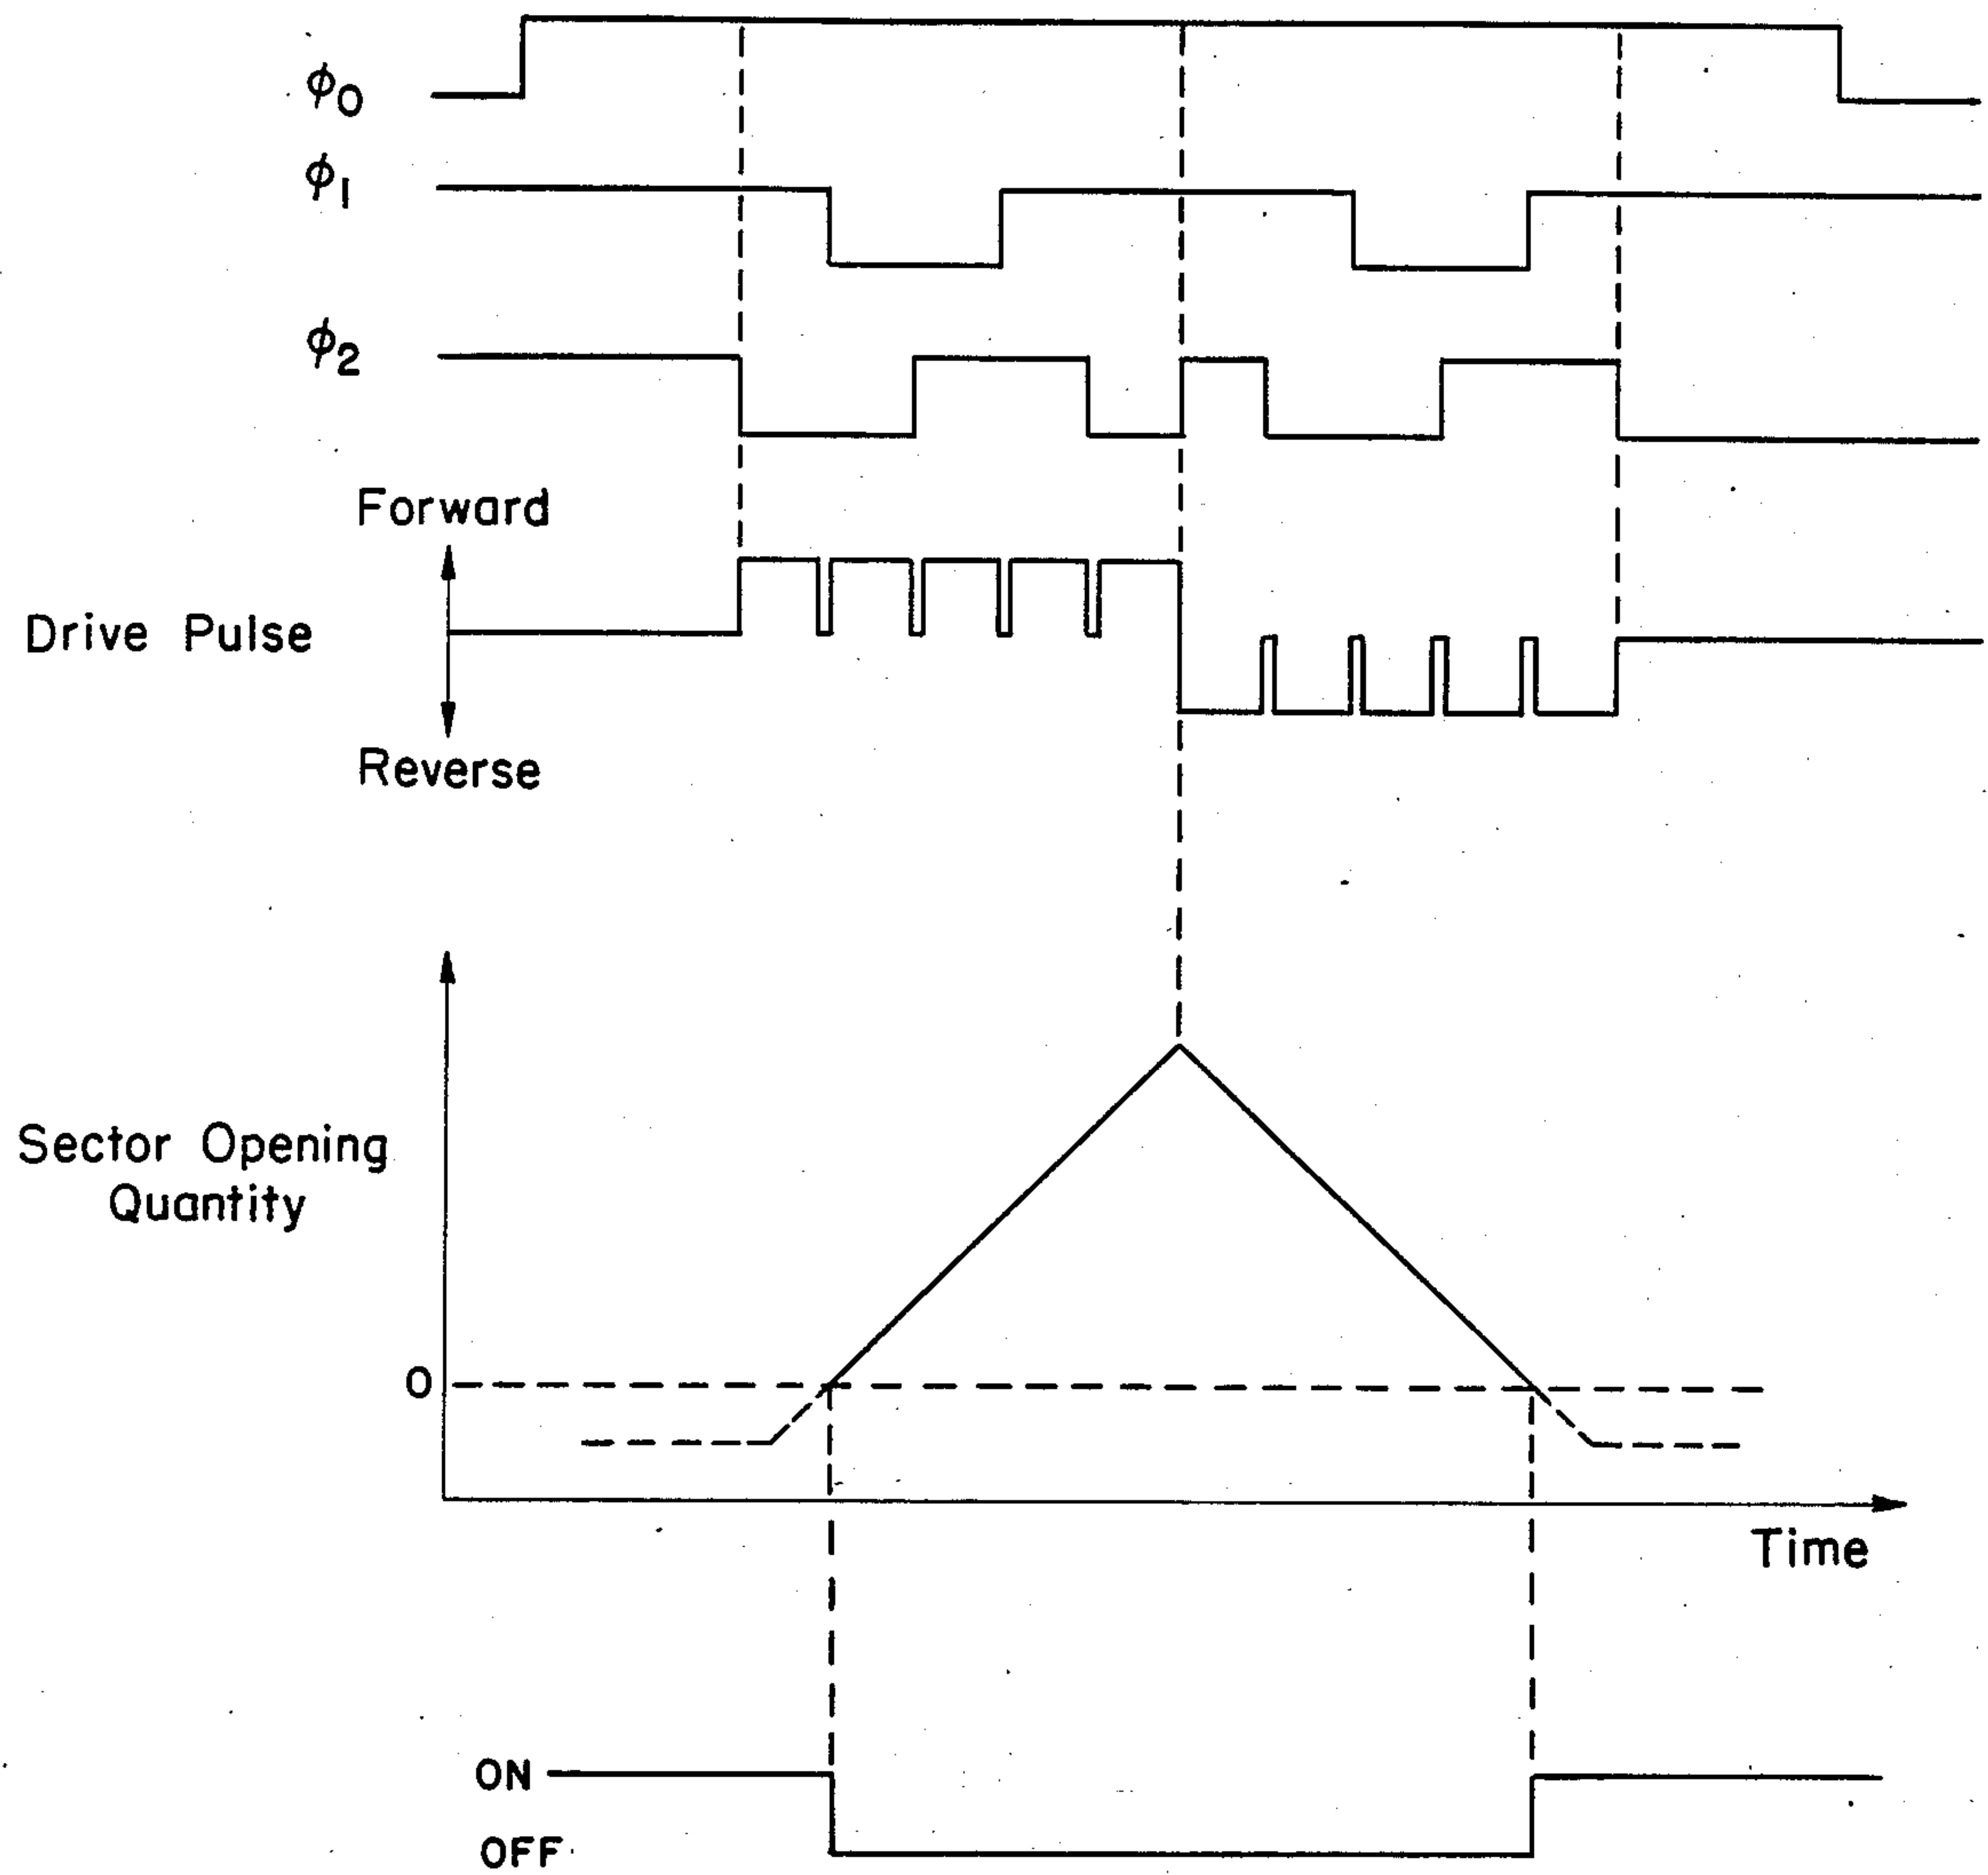 ϕ0
ϕ1
ϕ2
Forward
Drive Pulse
Reverse
Sector Opening
Quantity
0
Time
ON
OFF